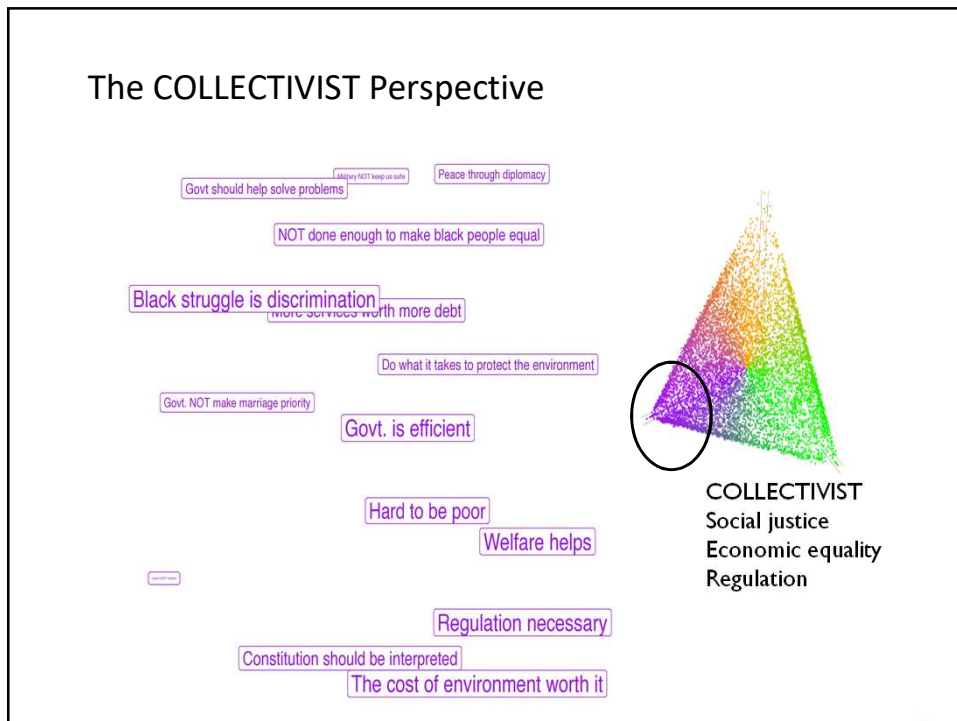 The COLLECTIVIST Perspective
Military NOT keep us safe
Peace through diplomacy
Govt should help solve problems
NOT done enough to make black people equal
Black struggle is discrimination
More services worth more debt
Do what it takes to protect the environment
Govt. NOT make marriage priority
Govt. is efficient
Hard to be poor
Welfare helps
Regulation necessary
Constitution should be interpreted
The cost of environment worth it
COLLECTIVIST
Social justice
Economic equality
Regulation